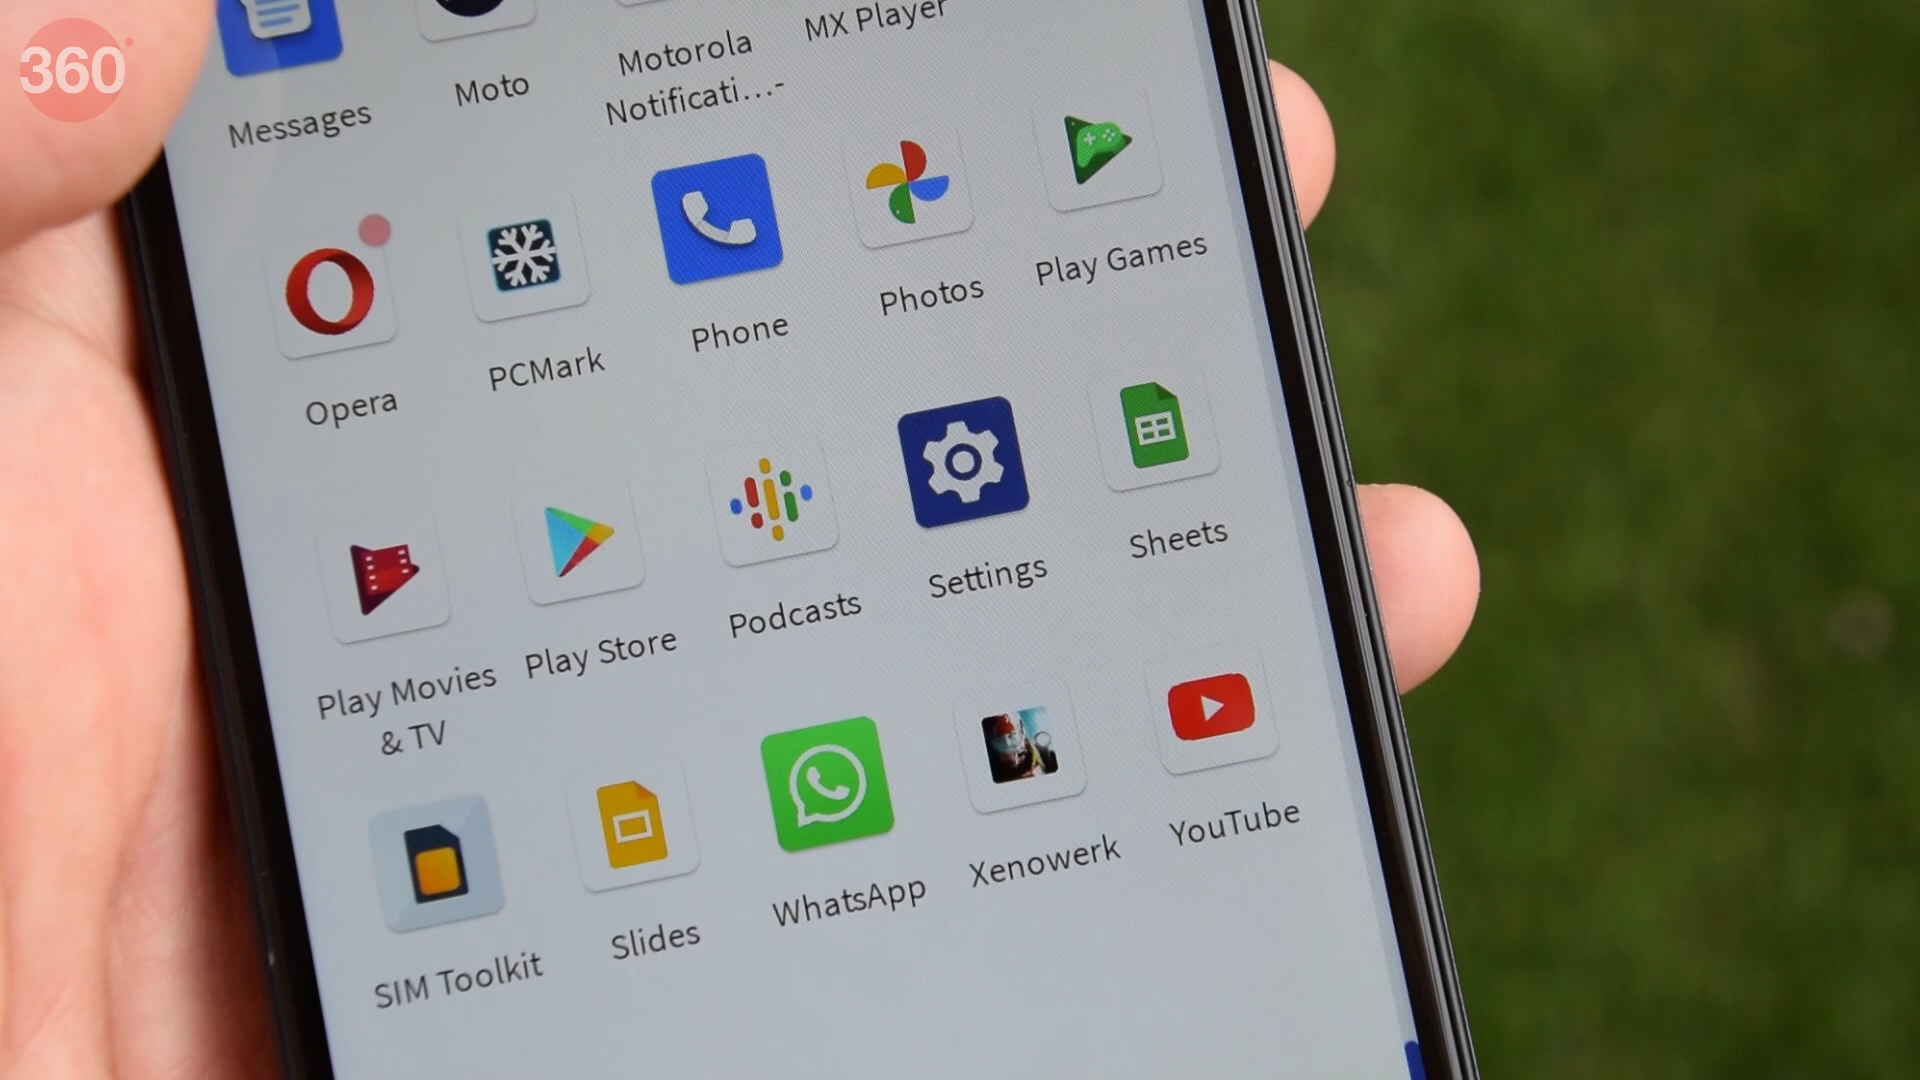 360
Messages
Moto
Motorola
Notificati...-
MX Player
Opera
PCMark
Phone
Photos
Play Games
Play Movies
& TV
Play Store
Podcasts
Settings
Sheets
SIM Toolkit
Slides
WhatsApp
Xenowerk
YouTube